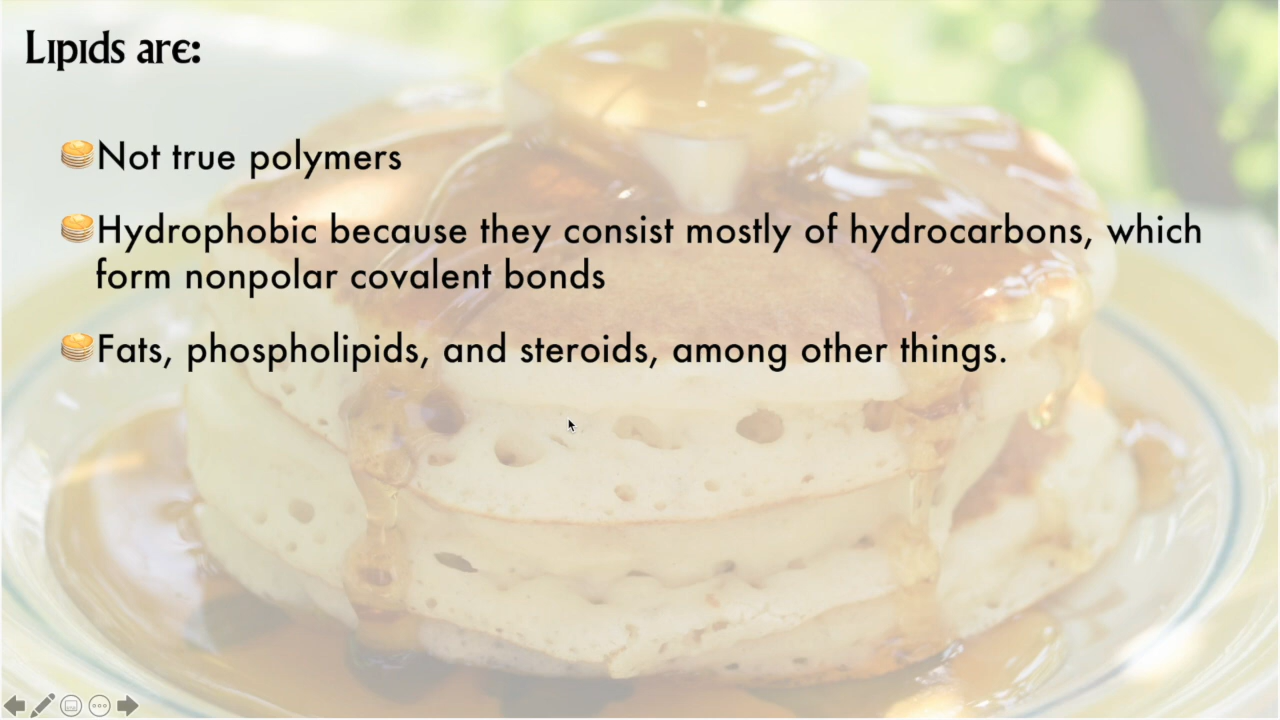 Lipids are:
Not true polymers
Hydrophobic because they consist mostly of hydrocarbons, which
form nonpolar covalent bonds
Fats, phospholipids, and steroids, among other things.